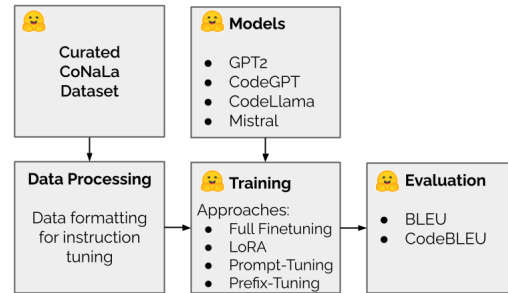 Curated
CoNaLa
Dataset
Models
● GPT2
● CodeGPT
● CodeLlama
● Mistral
Data Processing
Data formatting
for instruction
tuning
Training
Approaches:
● Full Finetuning
● LoRA
● Prompt-Tuning
● Prefix-Tuning
Evaluation
● BLEU
● CodeBLEU